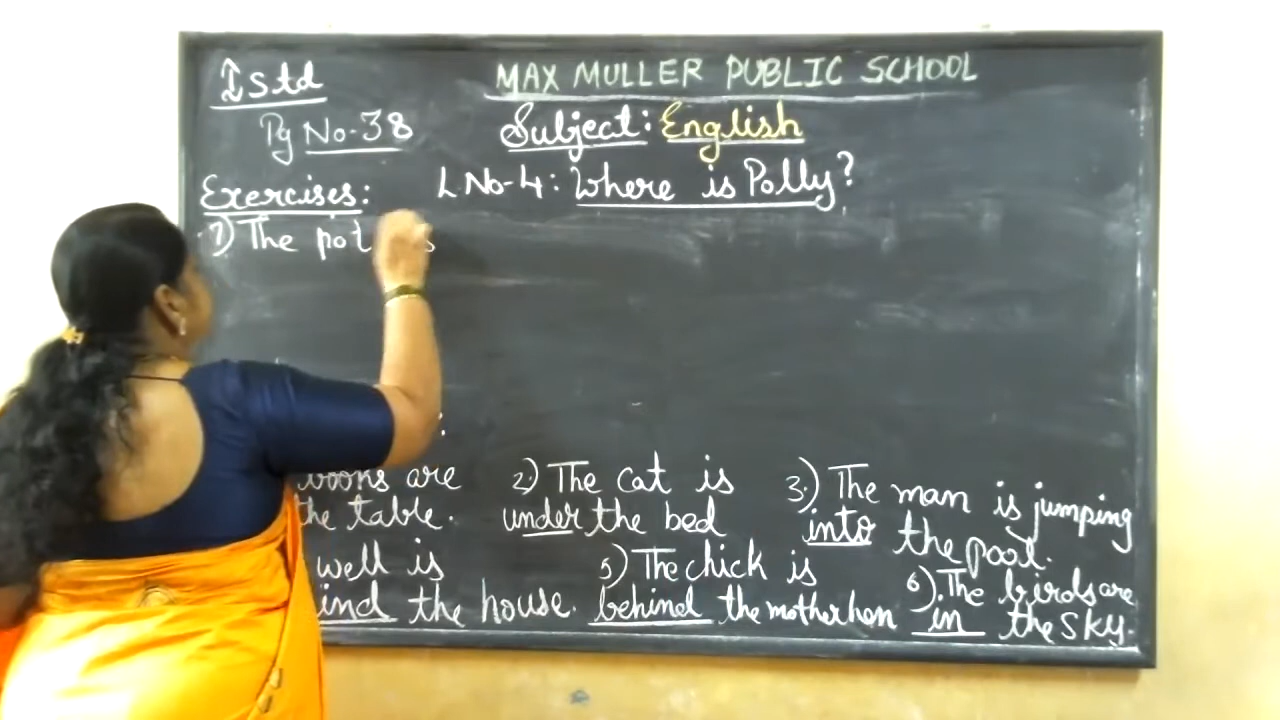 I Std
MAX MULLER PUBLIC SCHOOL
Pg No-38
Subject: English
L No-4: Where is Polly?
Exercises:
1) The pot
books are
the table.
2) The cat is
under the bed
3.) The man is jumping
into the pool.
well is
the house.
5) The chick is
behind the mother hen
6). The birds are
in the sky.